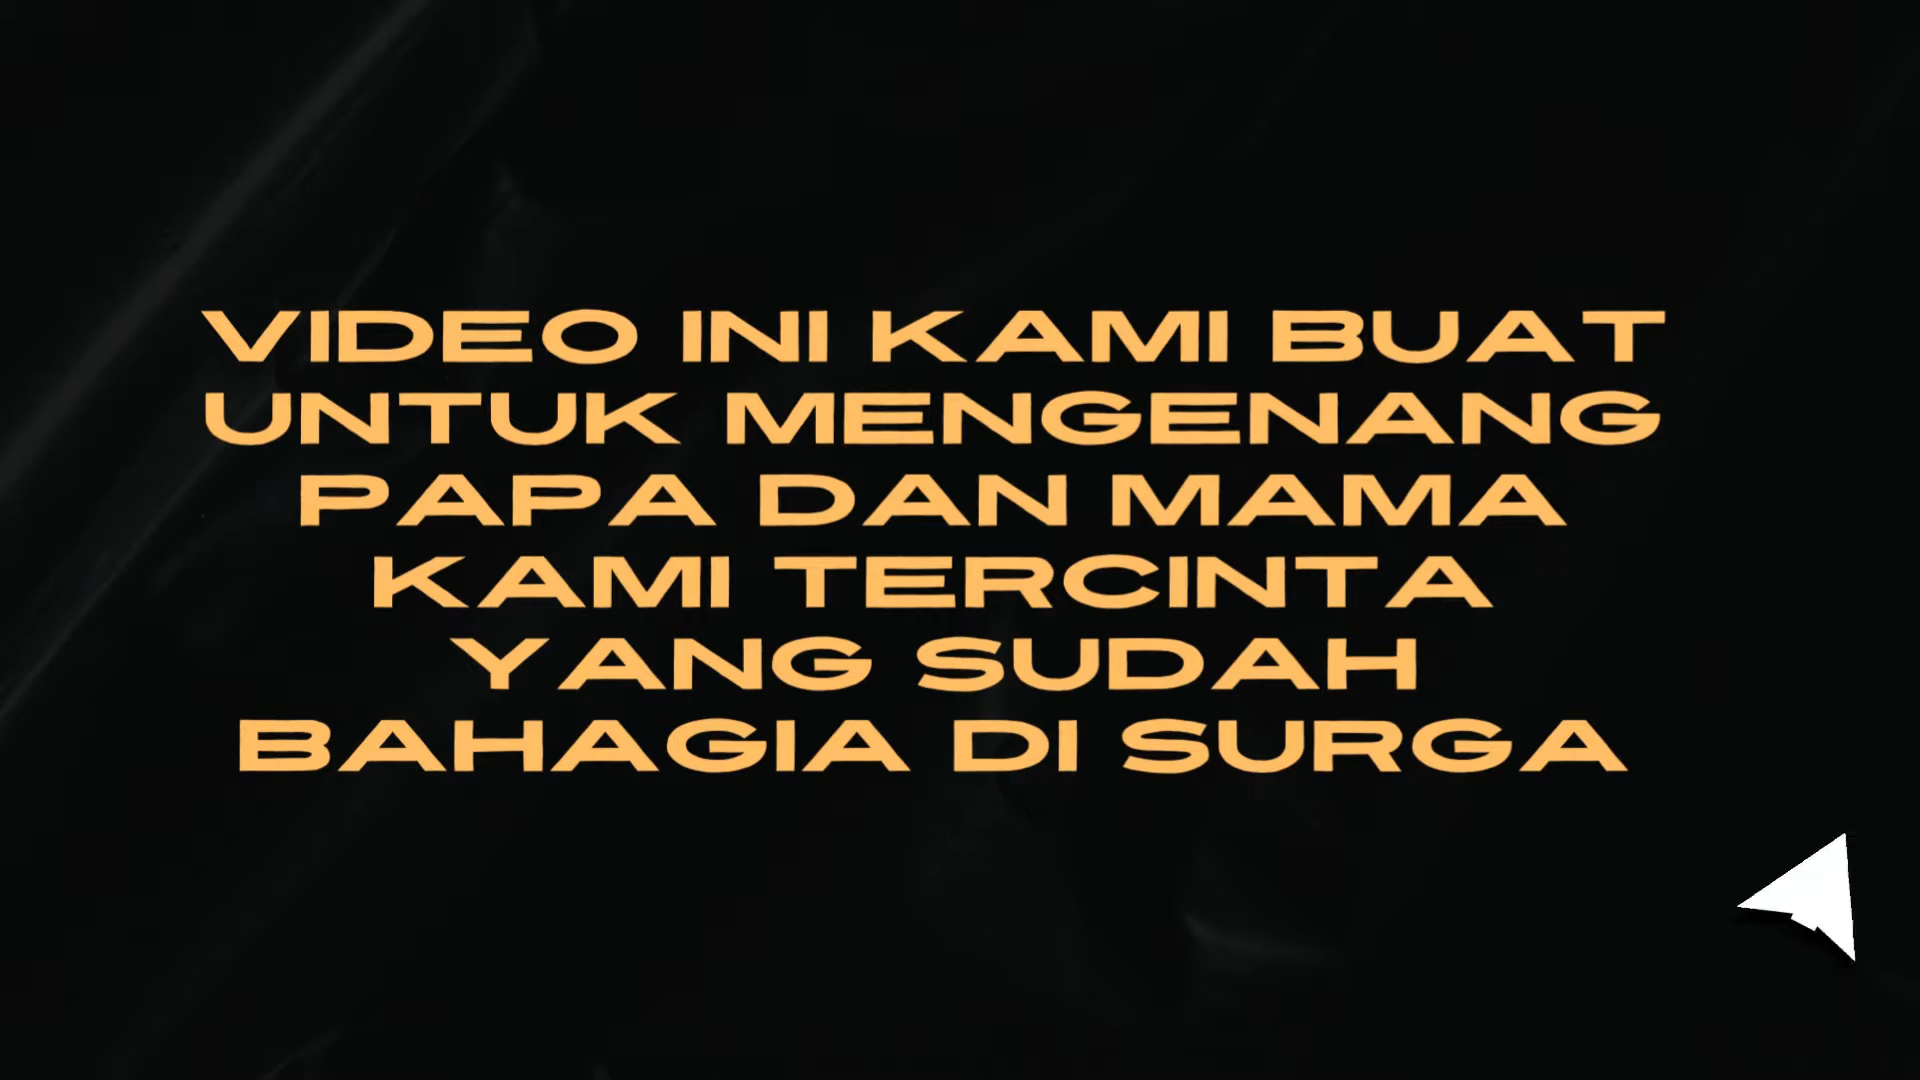 VIDEO INI KAMI BUAT
UNTUK MENGENANG
PAPA DAN MAMA
KAMI TERCINTA
YANG SUDAH
BAHAGIA DI SURGA